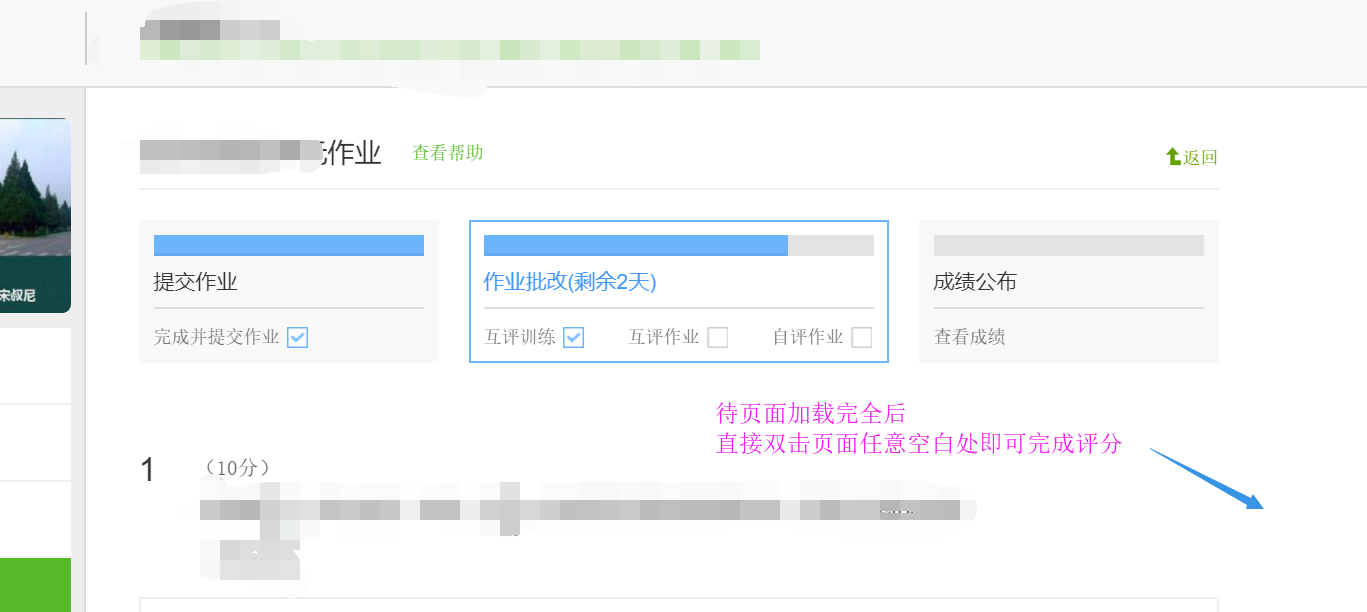 作业 查看帮助
返回
宋叔尼
提交作业
完成并提交作业
作业批改(剩余2天)
互评训练 互评作业 自评作业
成绩公布
查看成绩
待页面加载完全后
直接双击页面任意空白处即可完成评分
1 （10分）